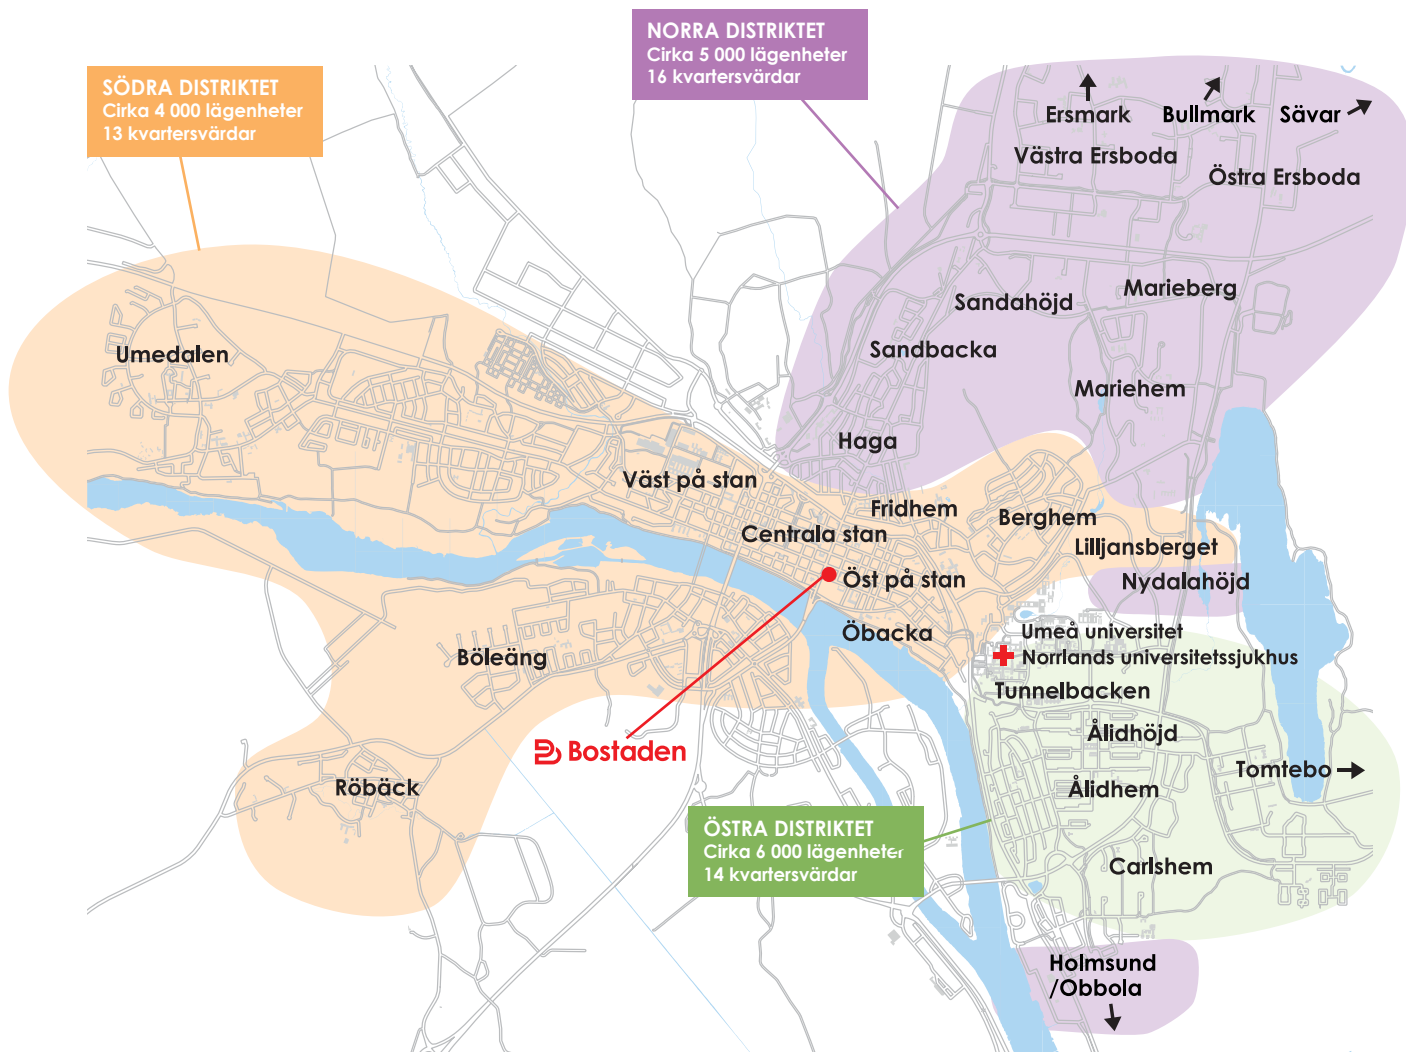 NORRA DISTRIKTET
Cirka 5 000 lägenheter
16 kvartersvärdar
SÖDRA DISTRIKTET
Cirka 4 000 lägenheter
13 kvartersvärdar
Ersmark
Bullmark
Sävar
Västra Ersboda
Östra Ersboda
Marieberg
Sandahöjd
Sandbacka
Umedalen
Mariehem
Haga
Väst på stan
Fridhem
Berghem
Centrala stan
Lilljansberget
Öst på stan
Nydalahöjd
Öbacka
Umeå universitet
Norrlands universitetssjukhus
Böleäng
Tunnelbacken
Ålidhöjd
Bostaden
Tomtebo
Röbäck
Ålidhem
ÖSTRA DISTRIKTET
Cirka 6 000 lägenheter
14 kvartersvärdar
Carlshem
Holmsund
/Obbola